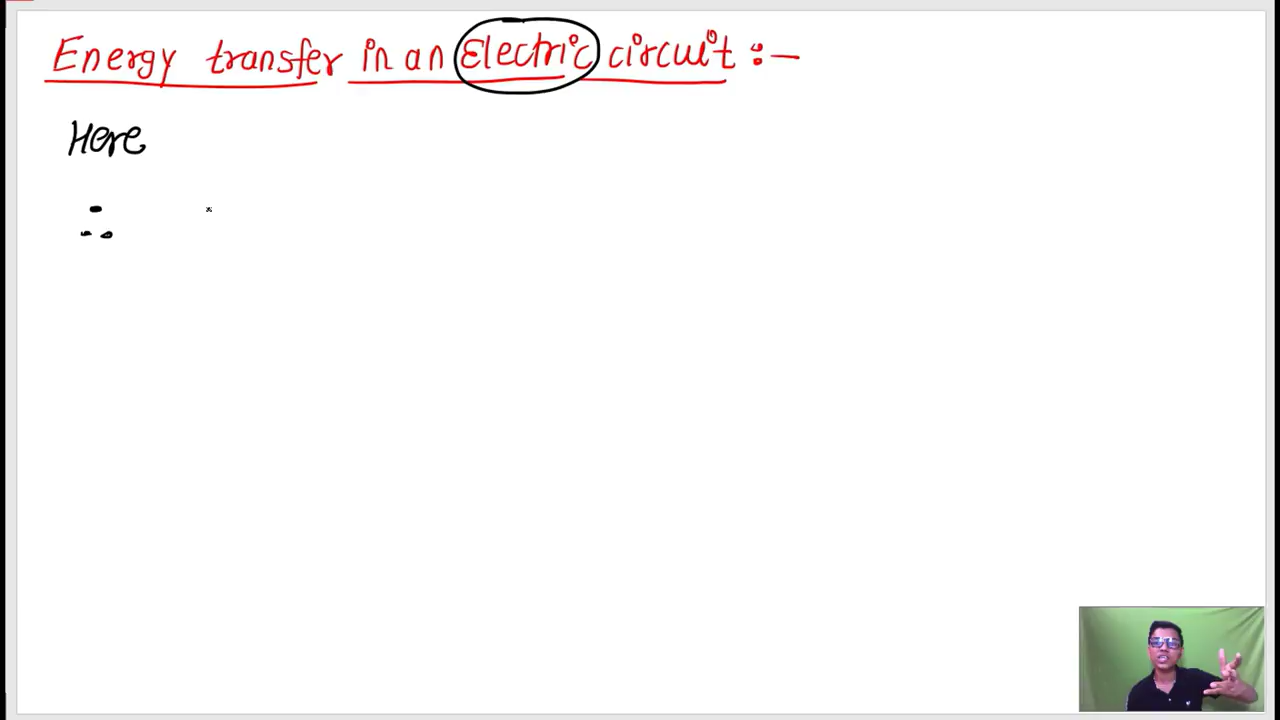 Energy transfer in an Electric circuit :-
Here
∴